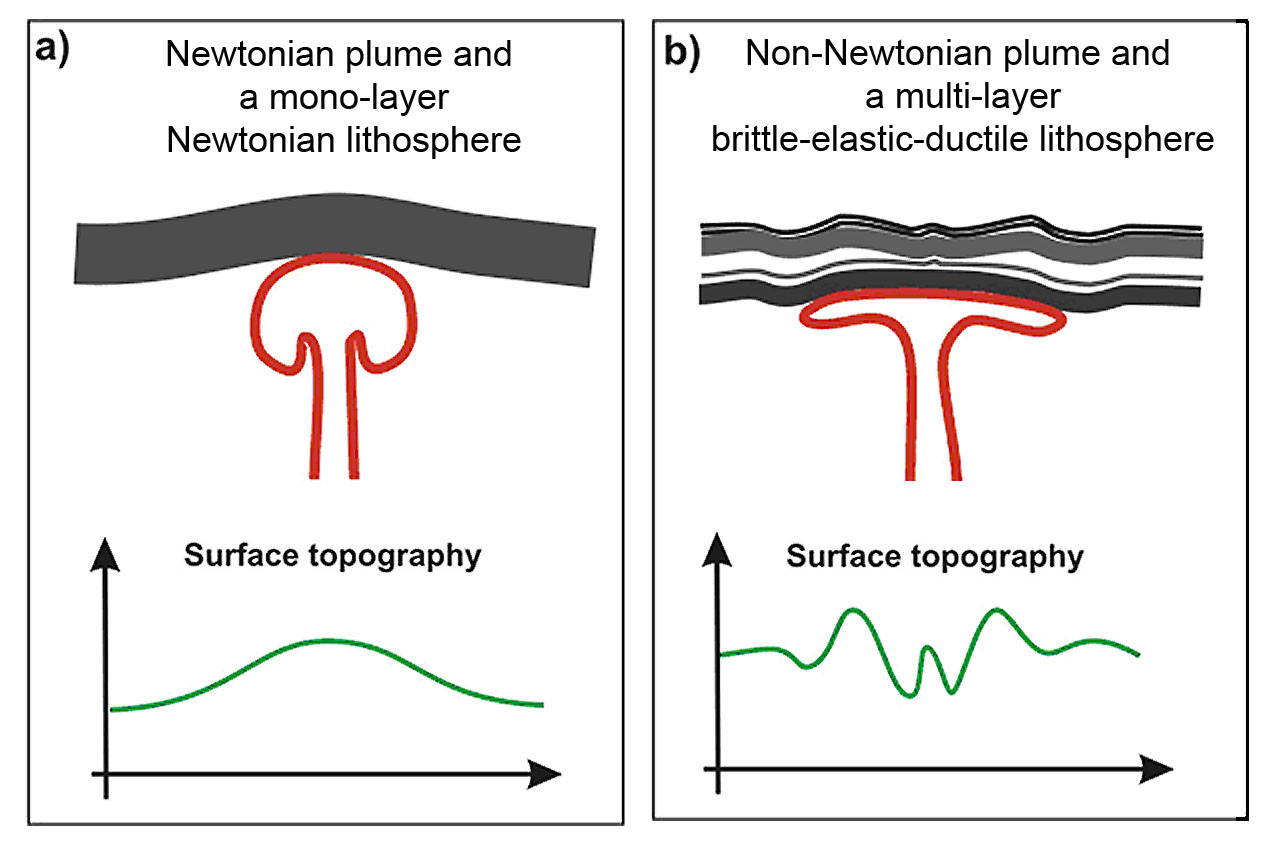 a)
Newtonian plume and
a mono-layer
Newtonian lithosphere
Surface topography
b)
Non-Newtonian plume and
a multi-layer
brittle-elastic-ductile lithosphere
Surface topography